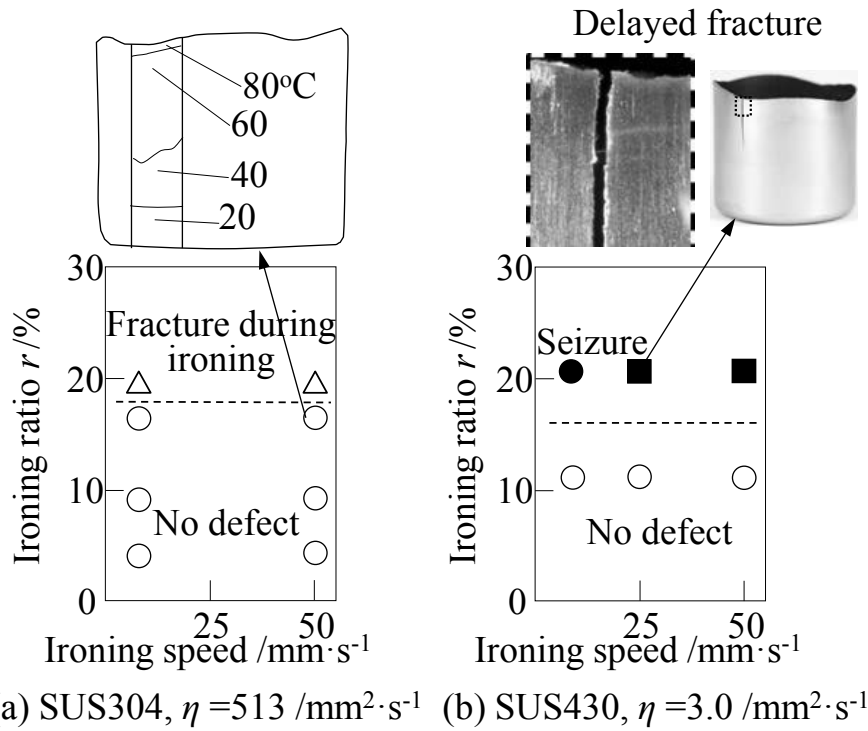 Delayed fracture
80°C
60
40
20
30
20
10
0
Ironing ratio r /%
Fracture during
ironing
No defect
25
50
Ironing speed /mm·s⁻¹
a) SUS304, η =513 /mm²·s⁻¹
30
20
10
0
Ironing ratio r /%
Seizure
No defect
25
50
Ironing speed /mm·s⁻¹
(b) SUS430, η =3.0 /mm²·s⁻¹